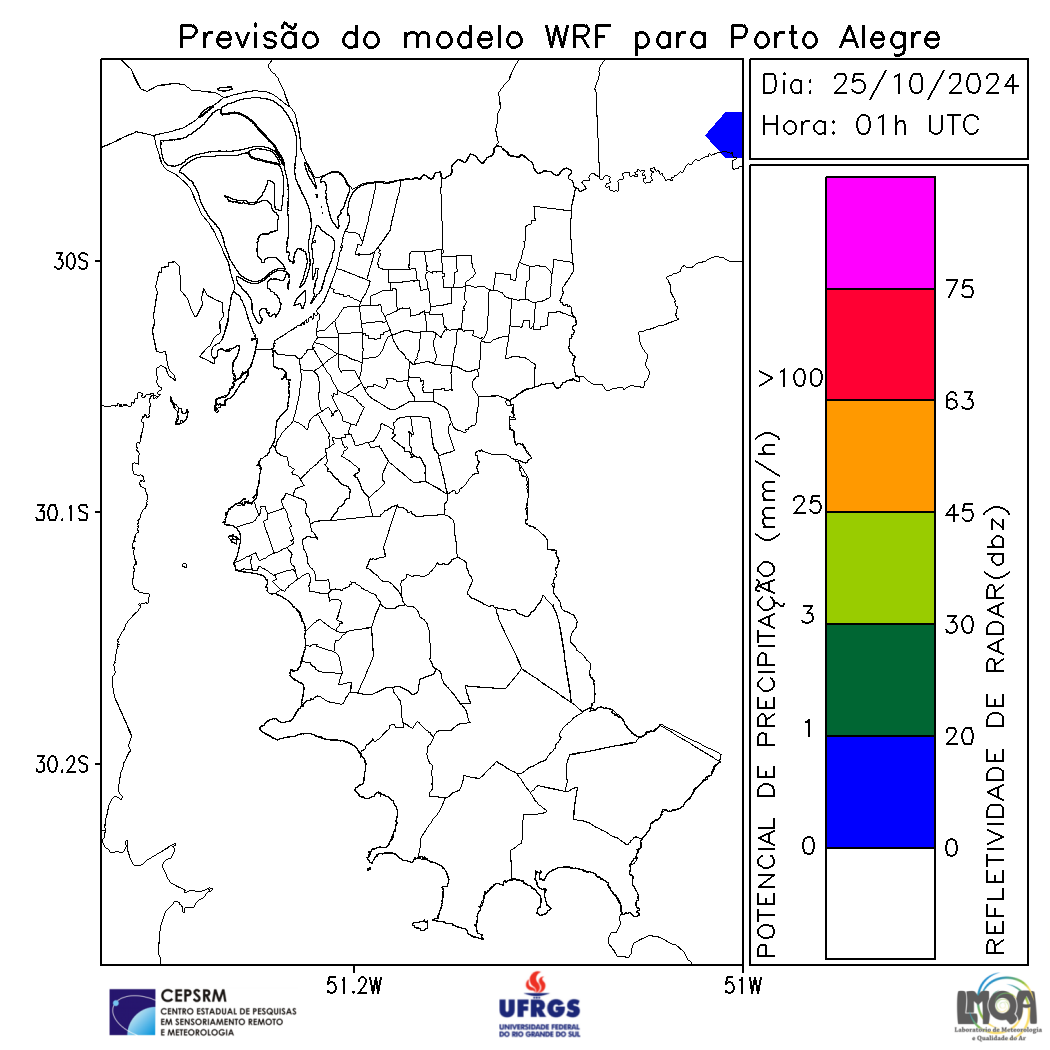 Previsão do modelo WRF para Porto Alegre
Dia: 25/10/2024
Hora: 01h UTC
30S
30.1S
30.2S
51.2W
51W
POTENCIAL DE PRECIPITAÇÃO (mm/h)
>100
25
3
1
0
75
63
45
30
20
0
REFLETIVIDADE DE RADAR(dbz)
CEPSRM
CENTRO ESTADUAL DE PESQUISAS
EM SENSORIAMENTO REMOTO
E METEOROLOGIA
UFRGS
UNIVERSIDADE FEDERAL
DO RIO GRANDE DO SUL
LMQA
Laboratório de Meteorologia
e Qualidade do Ar